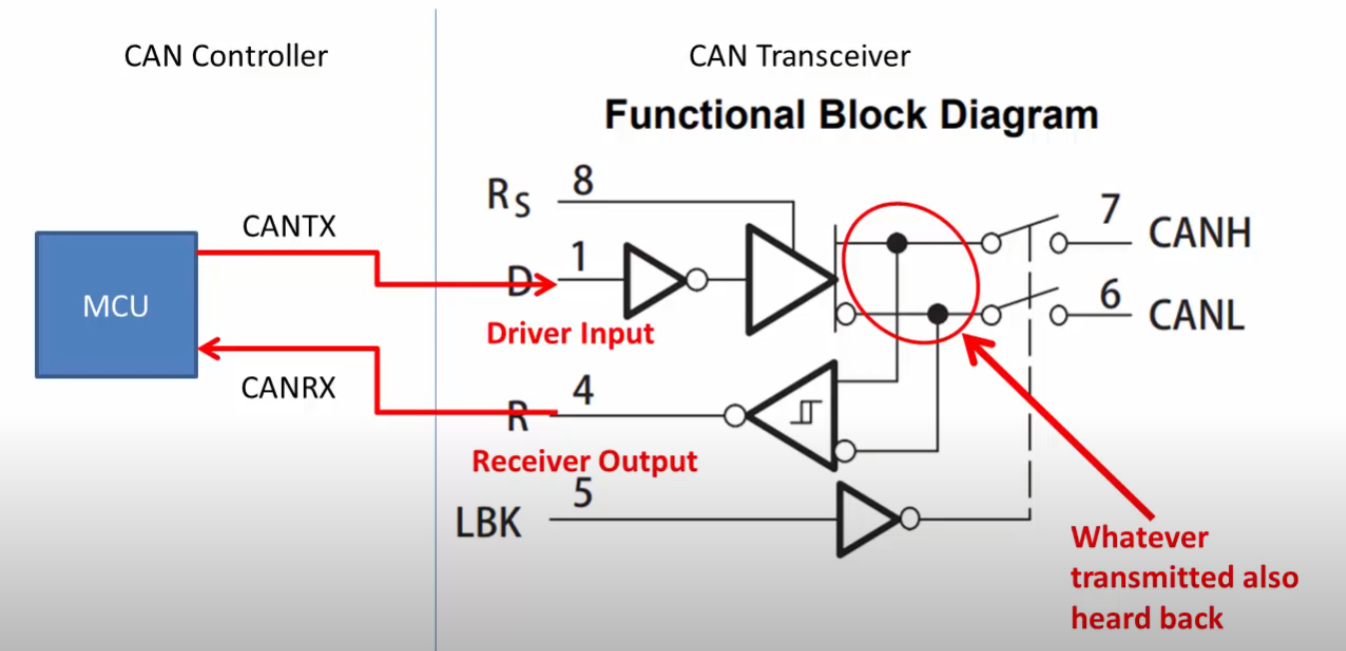 CAN Controller
CAN Transceiver
Functional Block Diagram
RS 8
7 CANH
CANTX
D 1
6 CANL
MCU
Driver Input
CANRX
R 4
Receiver Output
LBK 5
Whatever
transmitted also
heard back